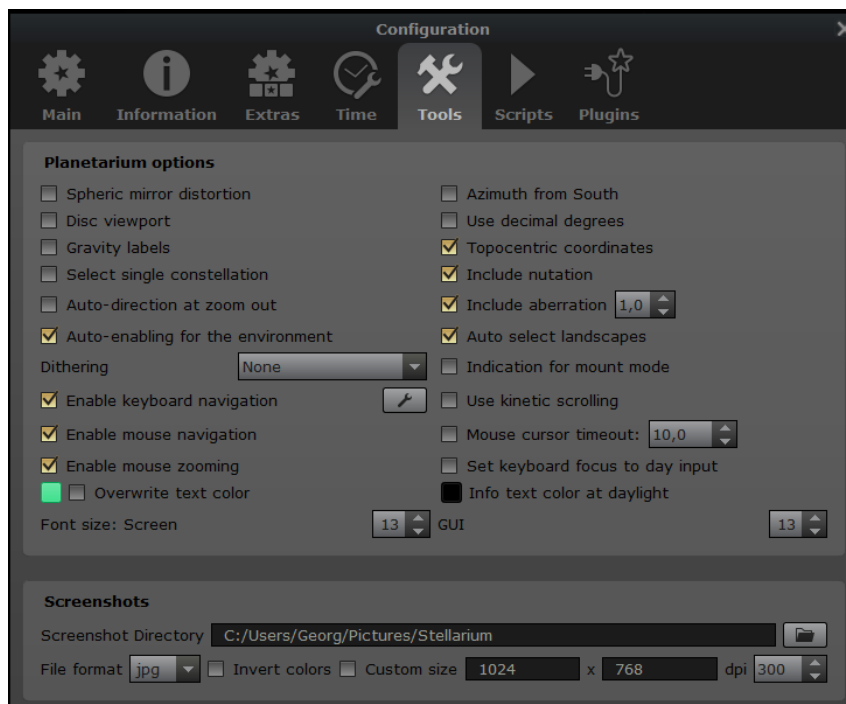 Configuration
Main Information Extras Time Tools Scripts Plugins
Planetarium options
Spheric mirror distortion Azimuth from South
Disc viewport Use decimal degrees
Gravity labels Topocentric coordinates
Select single constellation Include nutation
Auto-direction at zoom out Include aberration 1,0
Auto-enabling for the environment Auto select landscapes
Dithering None Indication for mount mode
Enable keyboard navigation Use kinetic scrolling
Enable mouse navigation Mouse cursor timeout: 10,0
Enable mouse zooming Set keyboard focus to day input
Overwrite text color Info text color at daylight
Font size: Screen 13 GUI 13
Screenshots
Screenshot Directory C:/Users/Georg/Pictures/Stellarium
File format jpg Invert colors Custom size 1024 x 768 dpi 300